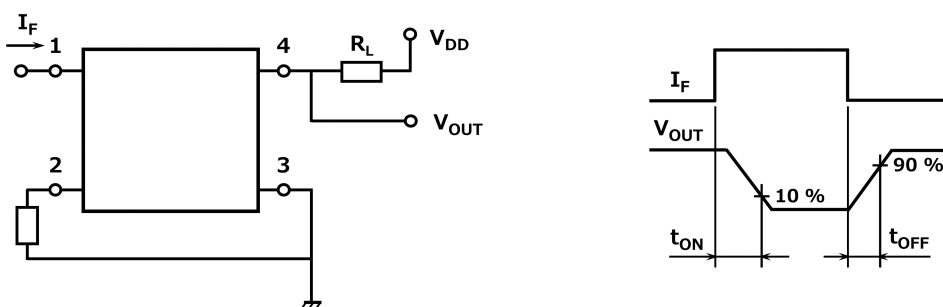 I_F
1
4
R_L
V_DD
V_OUT
2
3
I_F
V_OUT
90 %
10 %
t_ON
t_OFF